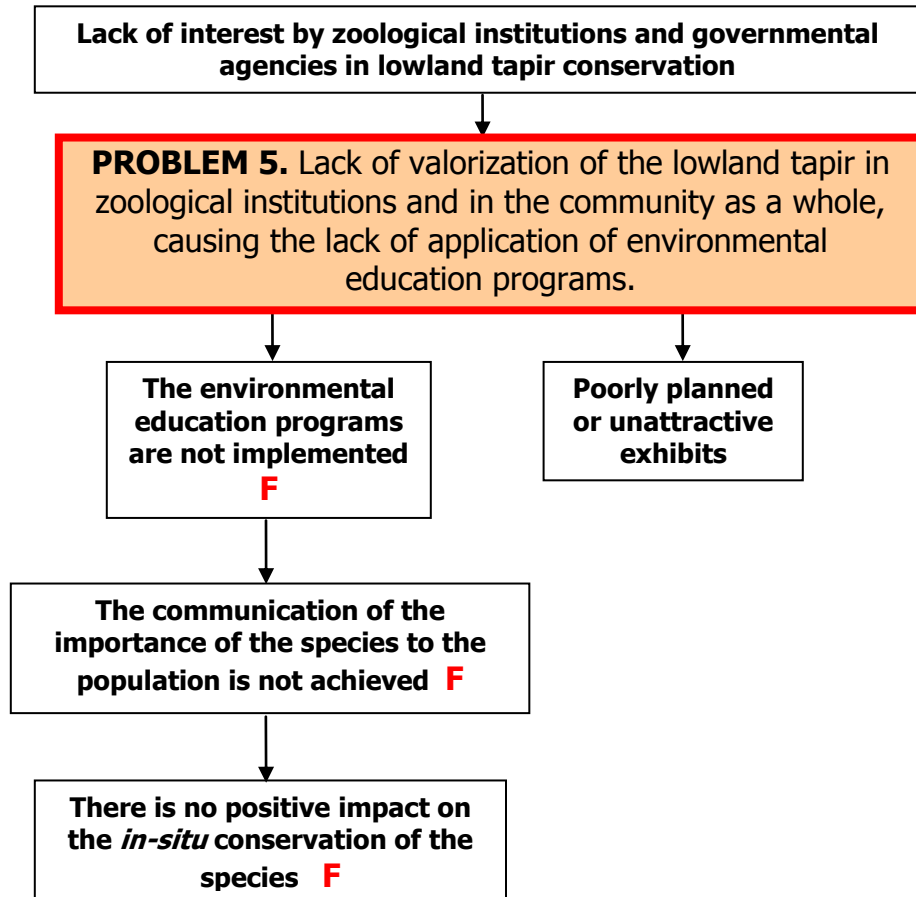 Lack of interest by zoological institutions and governmental
agencies in lowland tapir conservation
PROBLEM 5. Lack of valorization of the lowland tapir in
zoological institutions and in the community as a whole,
causing the lack of application of environmental
education programs.
The environmental
education programs
are not implemented
F
Poorly planned
or unattractive
exhibits
The communication of the
importance of the species to the
population is not achieved F
There is no positive impact on
the in-situ conservation of the
species F